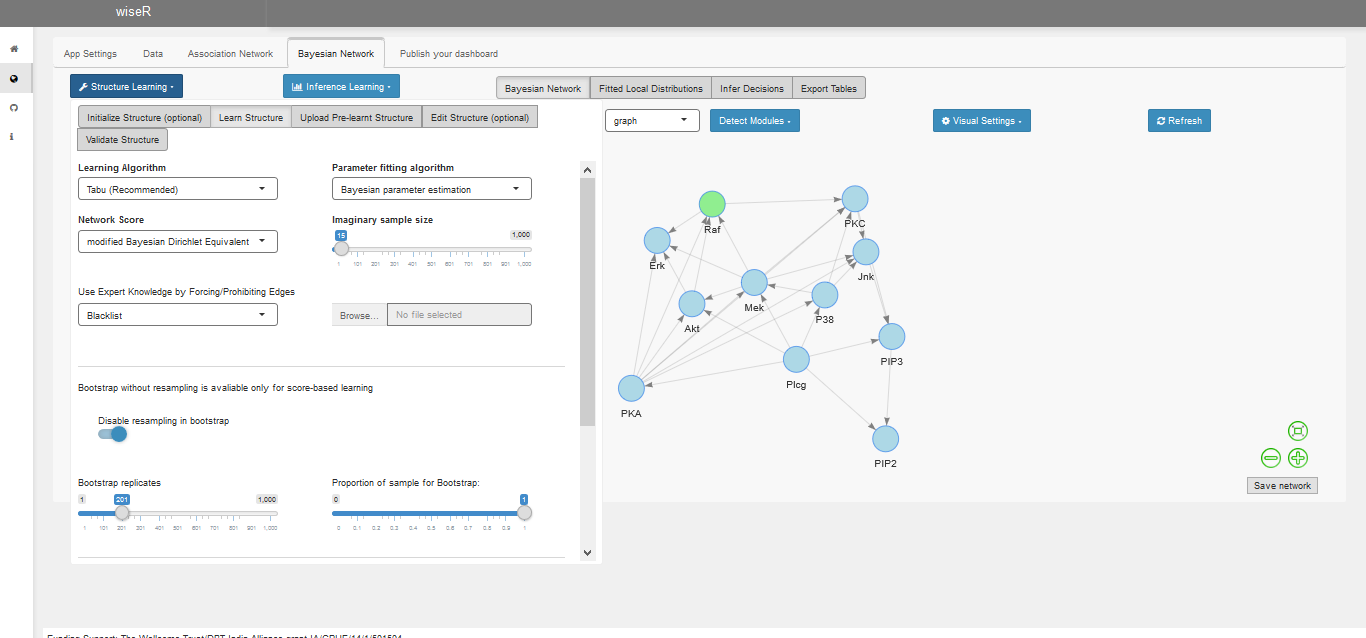 wiseR
App Settings Data Association Network Bayesian Network Publish your dashboard
Structure Learning Inference Learning
Bayesian Network Fitted Local Distributions Infer Decisions Export Tables
Initialize Structure (optional) Learn Structure Upload Pre-learnt Structure Edit Structure (optional)
Validate Structure
graph Detect Modules Visual Settings Refresh
Learning Algorithm Parameter fitting algorithm
Tabu (Recommended) Bayesian parameter estimation
Network Score Imaginary sample size
modified Bayesian Dirichlet Equivalent
15 1,000
1 101 201 301 401 501 601 701 801 901 1,000
Use Expert Knowledge by Forcing/Prohibiting Edges
Blacklist Browse... No file selected
Bootstrap without resampling is available only for score-based learning
Disable resampling in bootstrap
Bootstrap replicates Proportion of sample for Bootstrap:
1 201 1,000 0 1
1 101 201 301 401 501 601 701 801 901 1,000
0 0.1 0.2 0.3 0.4 0.5 0.6 0.7 0.8 0.9 1
Raf
PKC
Erk
Jnk
Mek
P38
Akt
PIP3
Plcg
PKA
PIP2
Save network